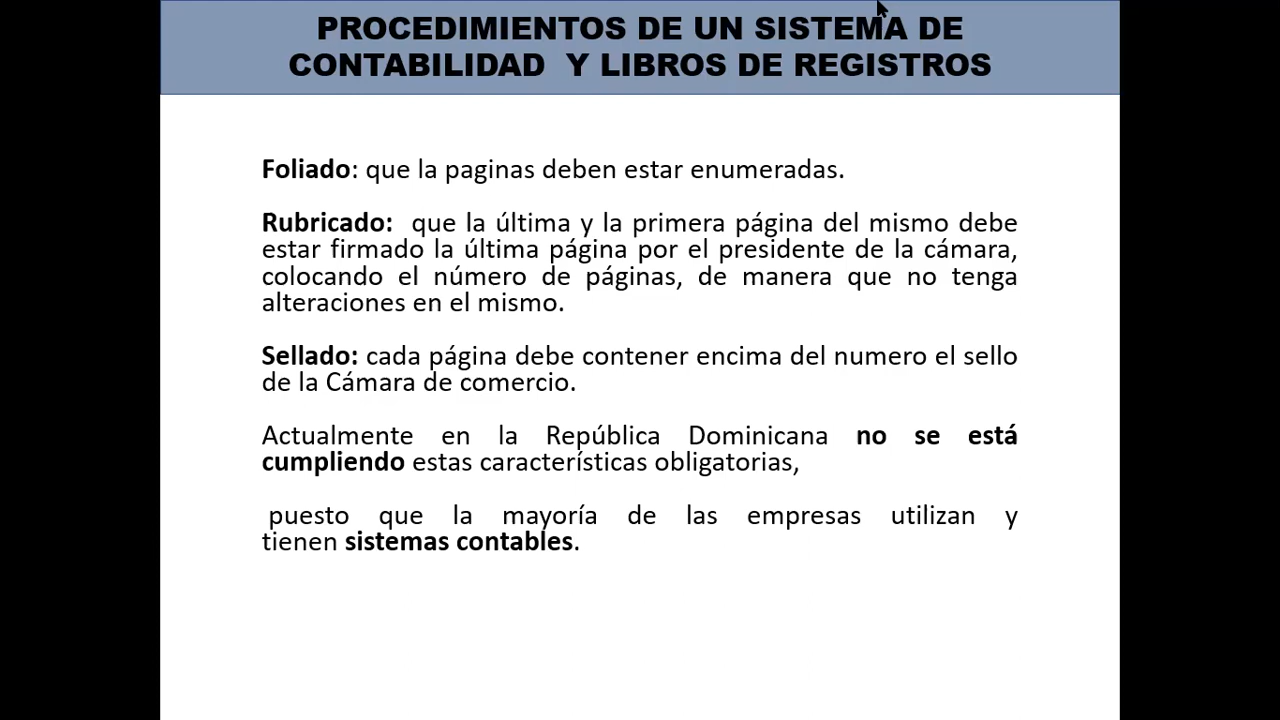 PROCEDIMIENTOS DE UN SISTEMA DE
CONTABILIDAD Y LIBROS DE REGISTROS
Foliado: que la paginas deben estar enumeradas.
Rubricado: que la última y la primera página del mismo debe
estar firmado la última página por el presidente de la cámara,
colocando el número de páginas, de manera que no tenga
alteraciones en el mismo.
Sellado: cada página debe contener encima del numero el sello
de la Cámara de comercio.
Actualmente en la República Dominicana no se está
cumpliendo estas características obligatorias,
puesto que la mayoría de las empresas utilizan y
tienen sistemas contables.